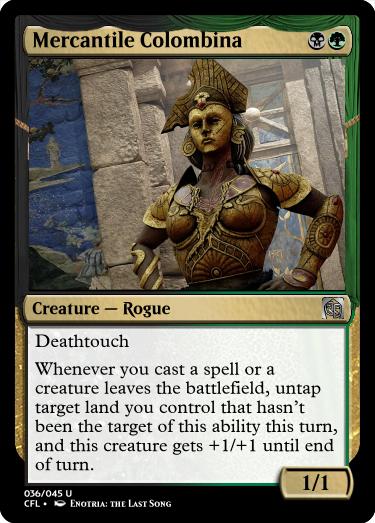 Mercantile Colombina
Creature — Rogue
Deathtouch
Whenever you cast a spell or a
creature leaves the battlefield, untap
target land you control that hasn't
been the target of this ability this turn,
and this creature gets +1/+1 until end
of turn.
1/1
036/045 U
CFL • Enotria: the Last Song